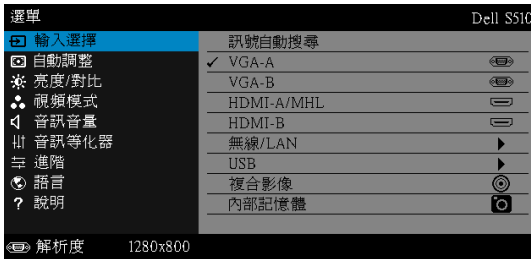 選單 Dell S510
輸入選擇
自動調整
亮度/對比
視頻模式
音訊音量
音訊等化器
進階
語言
? 說明
訊號自動搜尋
✓ VGA-A
VGA-B
HDMI-A/MHL
HDMI-B
無線/LAN
USB
複合影像
內部記憶體
解析度 1280x800